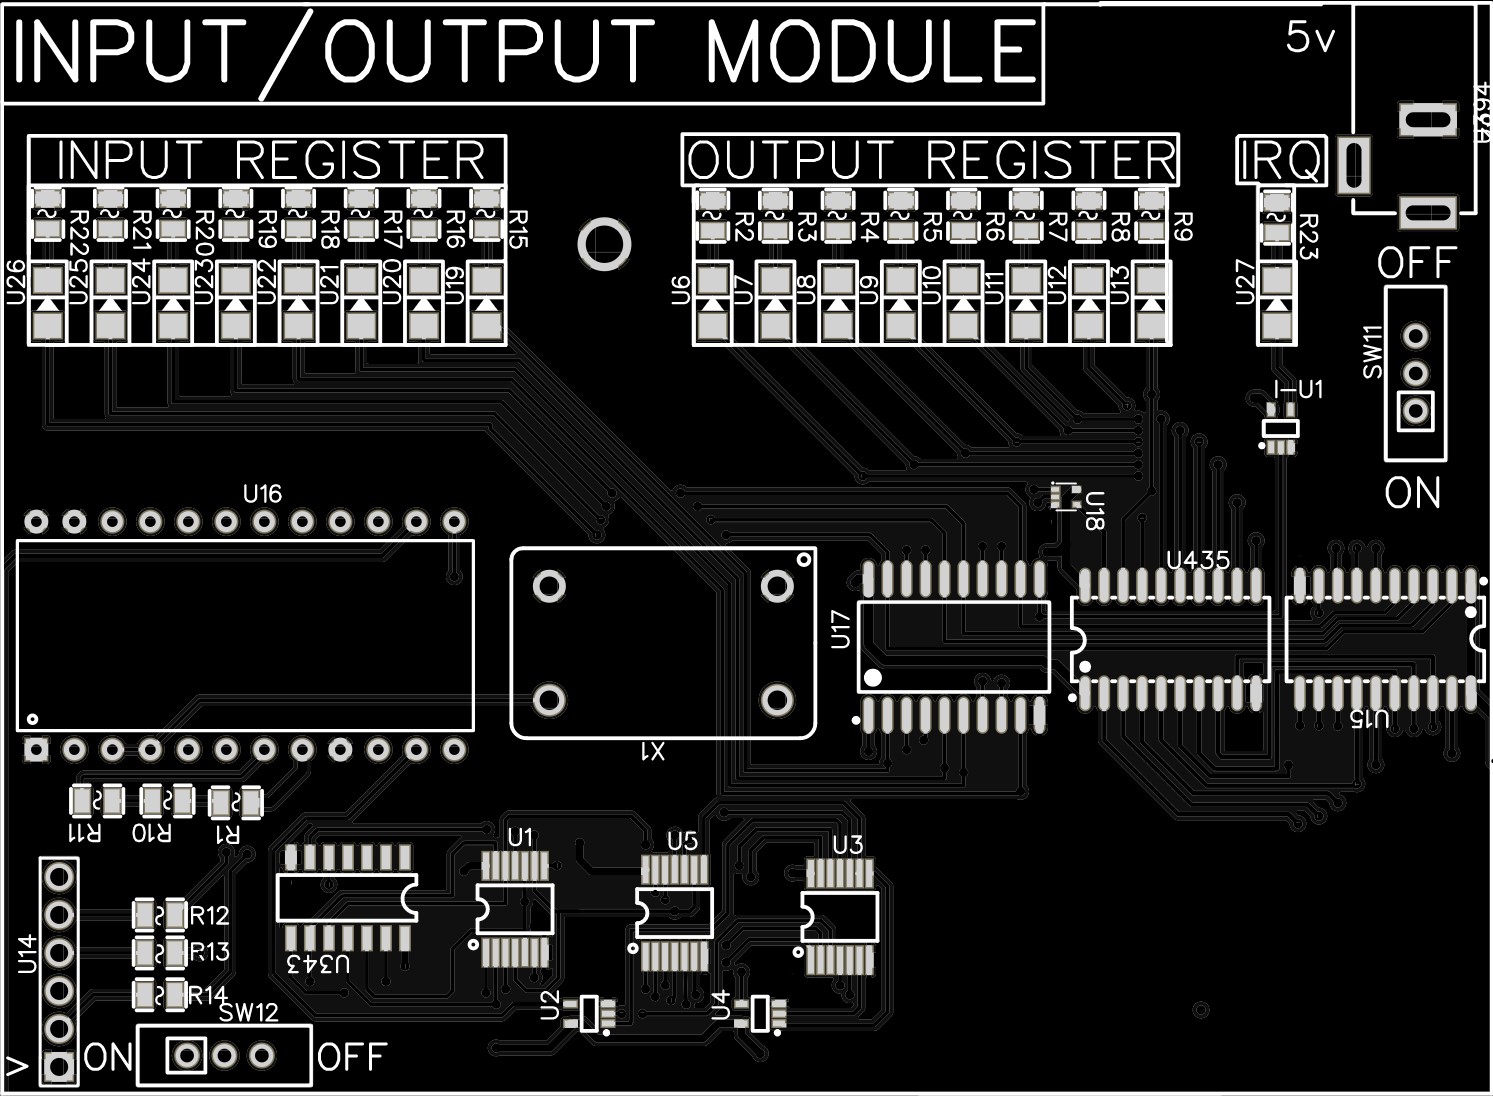 INPUT/OUTPUT MODULE
5v
INPUT REGISTER
OUTPUT REGISTER
IRQ
R22 R21 R20 R19 R18 R17 R16 R15
U26 U25 U24 U23 U22 U21 U20 U19
R2 R3 R4 R5 R6 R7 R8 R9
U6 U7 U8 U9 U10 U11 U12 U13
R23
U27
OFF
SW11
ON
I-U1
U16
U18
U435
U17
U15
X1
R11 R10 R1
U1
U5
U3
U14
R12
R13
R14
U343
SW12
U2
U4
V
ON
OFF